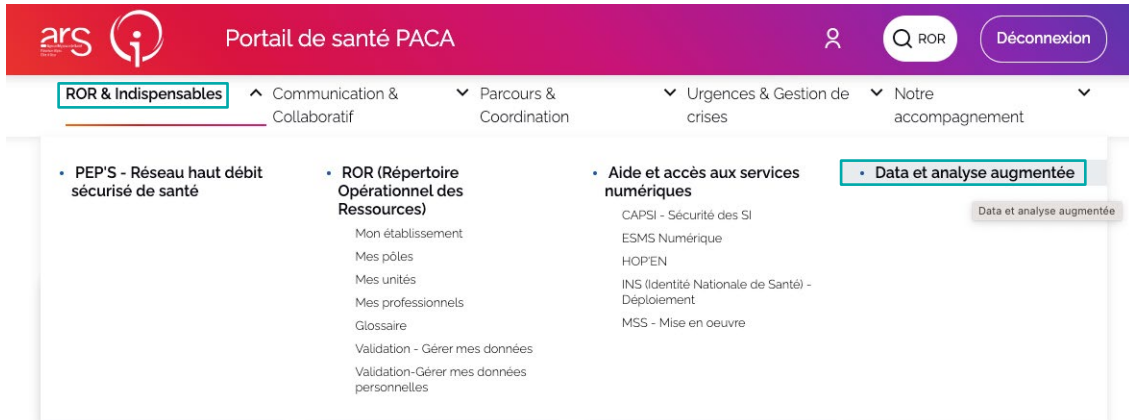 ars
Portail de santé PACA
ROR
Déconnexion
ROR & Indispensables
Communication &
Collaboratif
Parcours &
Coordination
Urgences & Gestion de
crises
Notre
accompagnement
• PEP'S - Réseau haut débit
sécurisé de santé
• ROR (Répertoire
Opérationnel des
Ressources)
Mon établissement
Mes pôles
Mes unités
Mes professionnels
Glossaire
Validation - Gérer mes données
Validation-Gérer mes données
personnelles
• Aide et accès aux services
numériques
CAPSI - Sécurité des SI
ESMS Numérique
HOP'EN
INS (Identité Nationale de Santé) -
Déploiement
MSS - Mise en oeuvre
• Data et analyse augmentée
Data et analyse augmentée